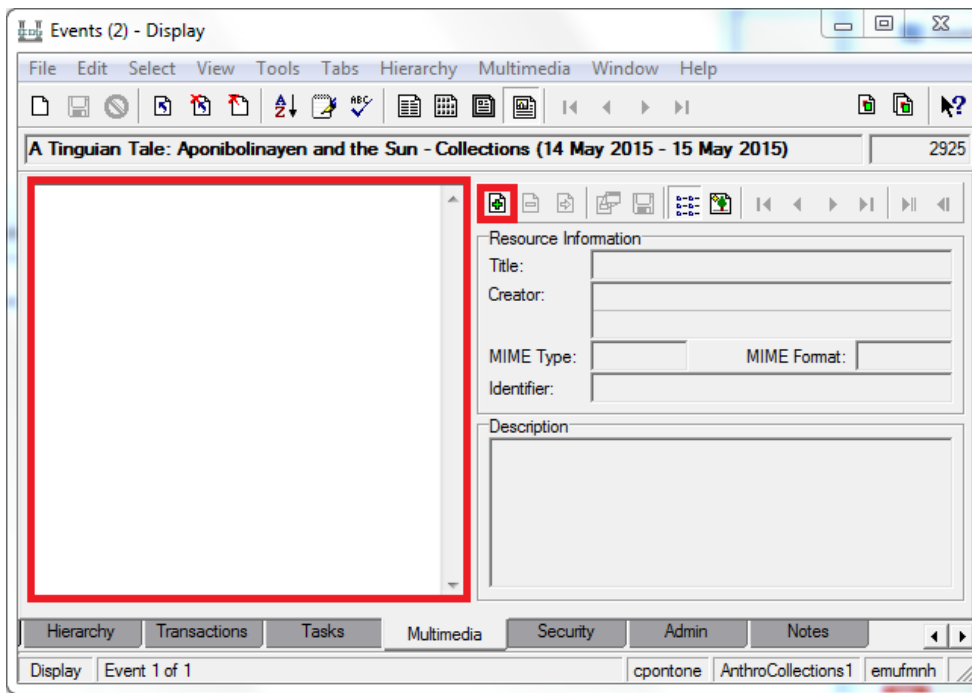 Events (2) - Display
File Edit Select View Tools Tabs Hierarchy Multimedia Window Help
A Tinguian Tale: Aponibolinayen and the Sun - Collections (14 May 2015 - 15 May 2015) 2925
Resource Information
Title:
Creator:
MIME Type: MIME Format:
Identifier:
Description
Hierarchy Transactions Tasks Multimedia Security Admin Notes
Display Event 1 of 1 cpontone AnthroCollections1 emufmnh